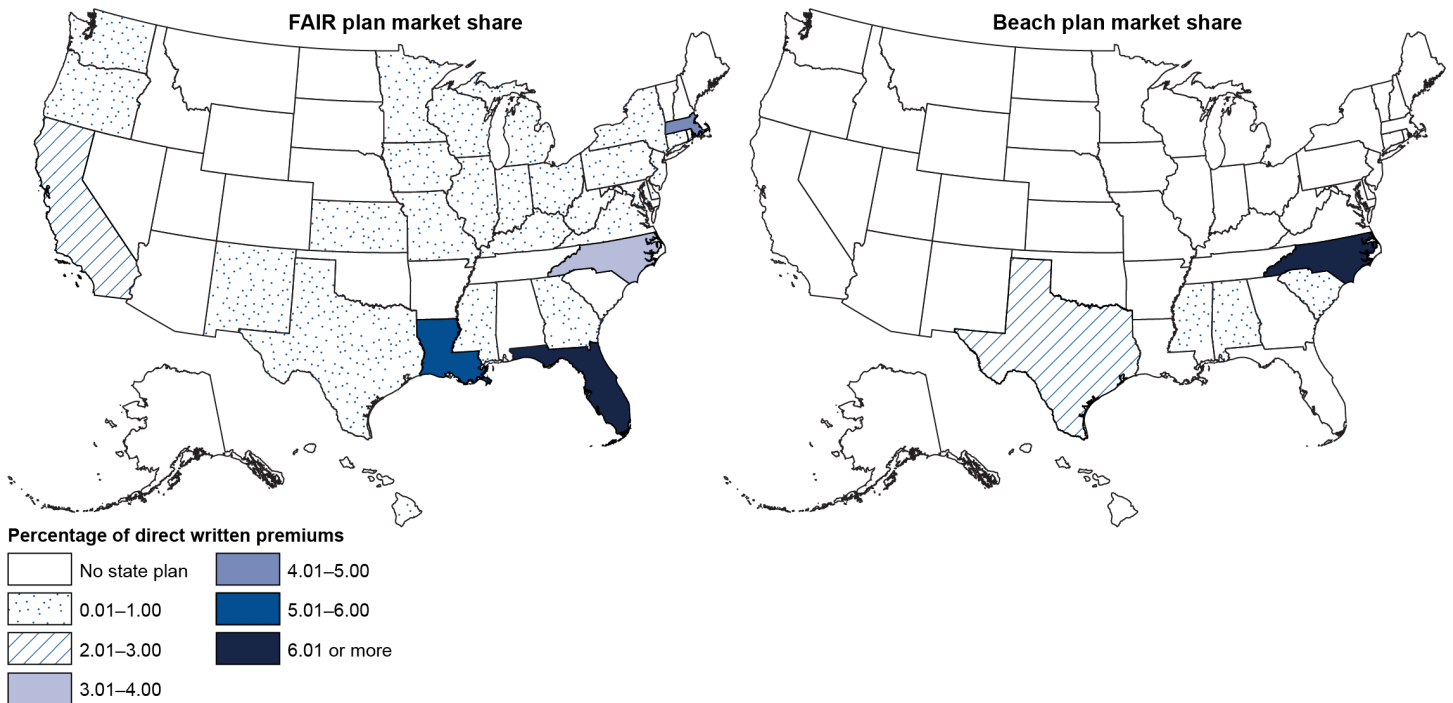 FAIR plan market share
Beach plan market share
Percentage of direct written premiums
No state plan
0.01–1.00
2.01–3.00
3.01–4.00
4.01–5.00
5.01–6.00
6.01 or more